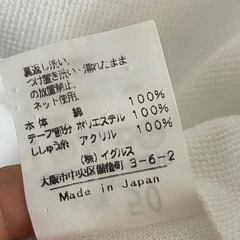 裏返し洗い。
つけ置き洗い・濡れたまま
の放置禁止。
ネット使用。
本体 綿 100%
テープ部分 ポリエステル 100%
ししゅう糸 アクリル 100%
(株)イグルス
大阪市中央区備後町3-6-2
Made in Japan